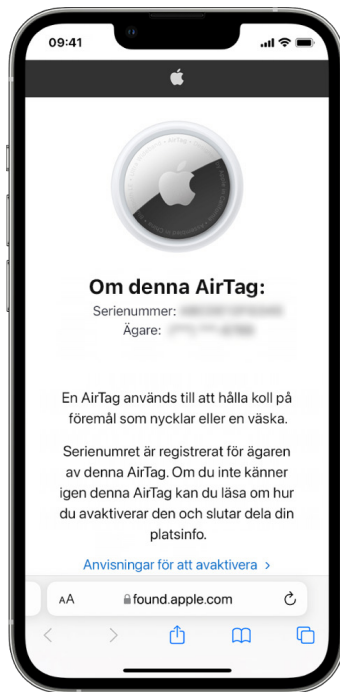 09:41
Om denna AirTag:
Serienummer:
Ägare:
En AirTag används till att hålla koll på
föremål som nycklar eller en väska.
Serienumret är registrerat för ägaren
av denna AirTag. Om du inte känner
igen denna AirTag kan du läsa om hur
du avaktiverar den och slutar dela din
platsinfo.
Anvisningar för att avaktivera >
AA found.apple.com